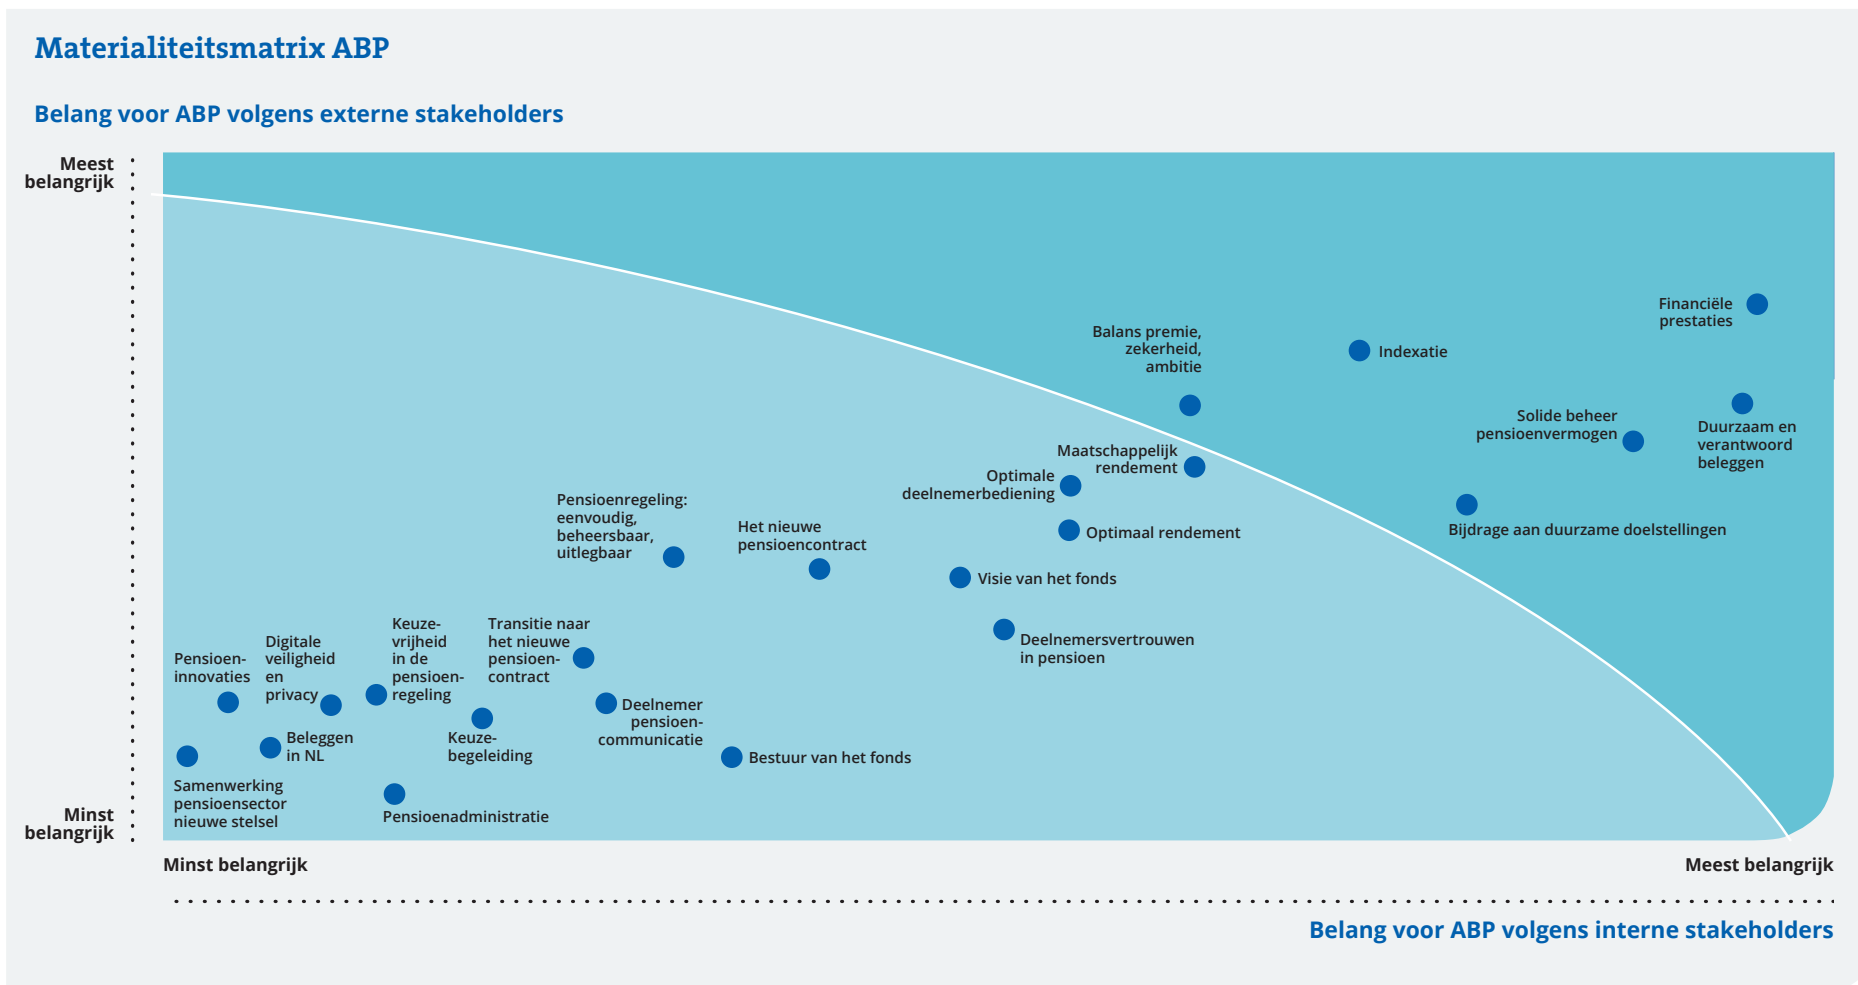 Materialiteitsmatrix ABP
Belang voor ABP volgens externe stakeholders
Meest
belangrijk
Financiële
prestaties
Balans premie,
zekerheid,
ambitie
Indexatie
Solide beheer
pensioenvermogen
Duurzaam en
verantwoord
beleggen
Maatschappelijk
rendement
Optimale
deelnemerbediening
Pensioenregeling:
eenvoudig,
beheersbaar,
uitlegbaar
Het nieuwe
pensioencontract
Optimaal rendement
Bijdrage aan duurzame doelstellingen
Visie van het fonds
Deelnemersvertrouwen
in pensioen
Pensioen-
innovaties
Digitale
veiligheid
en
privacy
Keuze-
vrijheid
in de
pensioen-
regeling
Transitie naar
het nieuwe
pensioen-
contract
Deelnemer
pensioen-
communicatie
Beleggen
in NL
Keuze-
begeleiding
Bestuur van het fonds
Samenwerking
pensioensector
nieuwe stelsel
Pensioenadministratie
Minst
belangrijk
Minst belangrijk
Meest belangrijk
Belang voor ABP volgens interne stakeholders